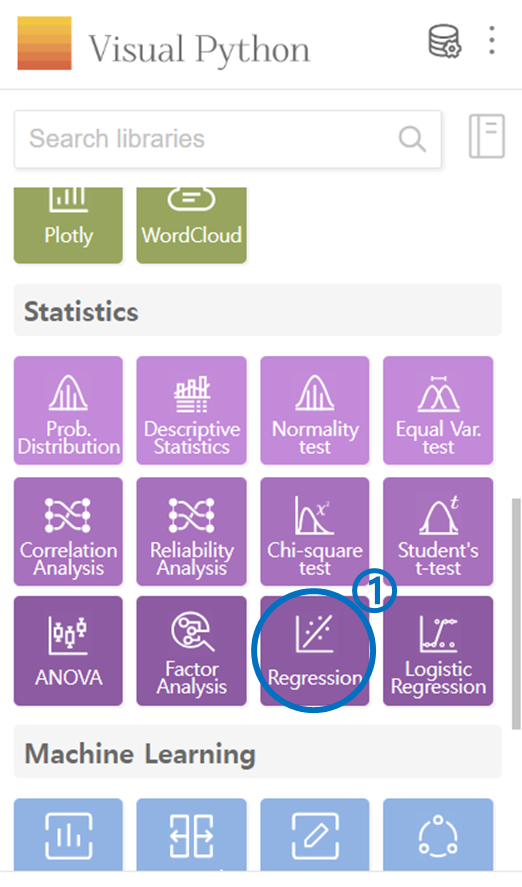 Visual Python
Search libraries
Plotly
WordCloud
Statistics
Prob.
Distribution
Descriptive
Statistics
Normality
test
Equal Var.
test
Correlation
Analysis
Reliability
Analysis
x²
Chi-square
test
t
Student's
t-test
1
ANOVA
Factor
Analysis
Regression
Logistic
Regression
Machine Learning